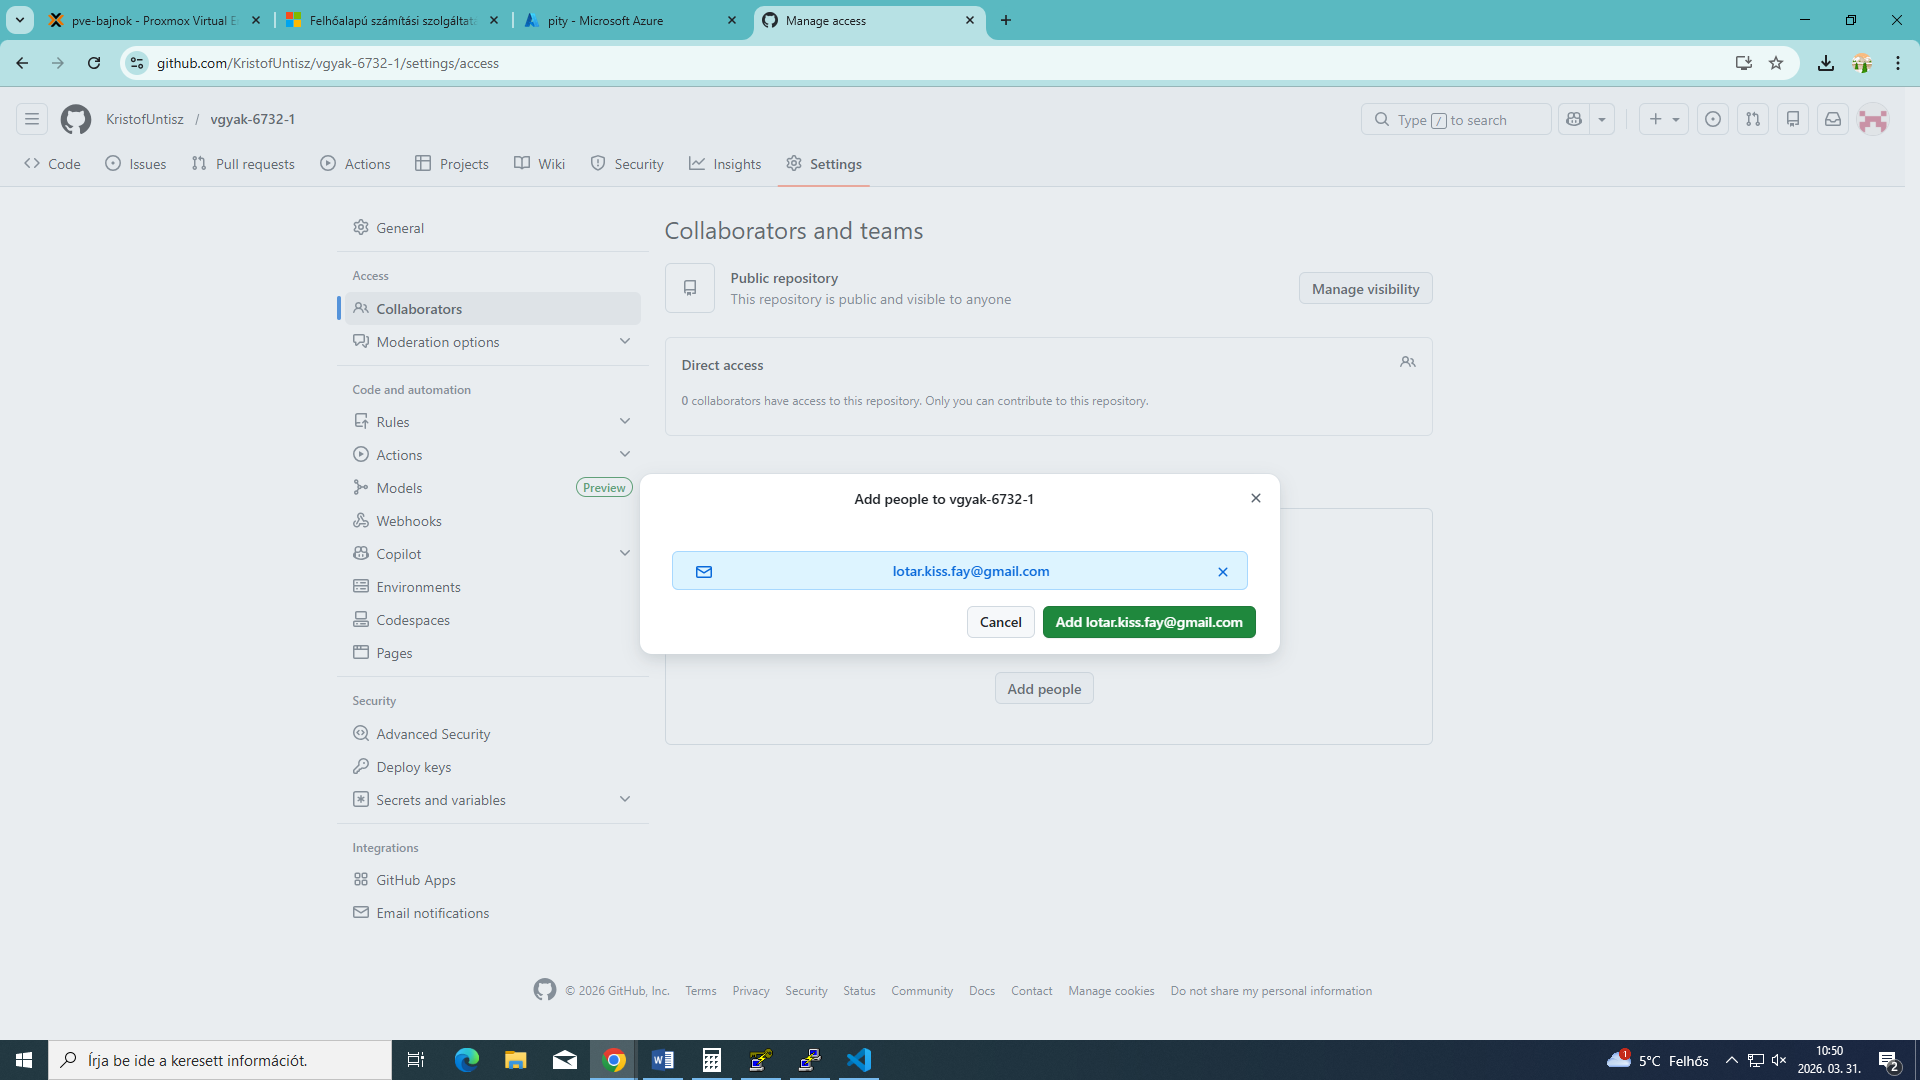 pve-bajnok - Proxmox Virtual E
Felhőalapú számítási szolgáltatá
pity - Microsoft Azure
Manage access
github.com/KristofUntisz/vgyak-6732-1/settings/access
KristofUntisz / vgyak-6732-1
Type / to search
Code
Issues
Pull requests
Actions
Projects
Wiki
Security
Insights
Settings
General
Access
Collaborators
Moderation options
Code and automation
Rules
Actions
Models
Preview
Webhooks
Copilot
Environments
Codespaces
Pages
Security
Advanced Security
Deploy keys
Secrets and variables
Integrations
GitHub Apps
Email notifications
Collaborators and teams
Public repository
This repository is public and visible to anyone
Manage visibility
Direct access
0 collaborators have access to this repository. Only you can contribute to this repository.
Add people to vgyak-6732-1
lotar.kiss.fay@gmail.com
Cancel
Add lotar.kiss.fay@gmail.com
Add people
© 2026 GitHub, Inc.
Terms
Privacy
Security
Status
Community
Docs
Contact
Manage cookies
Do not share my personal information
Írja be ide a keresett információt.
1
5°C Felhős
10:50
2026. 03. 31.
2